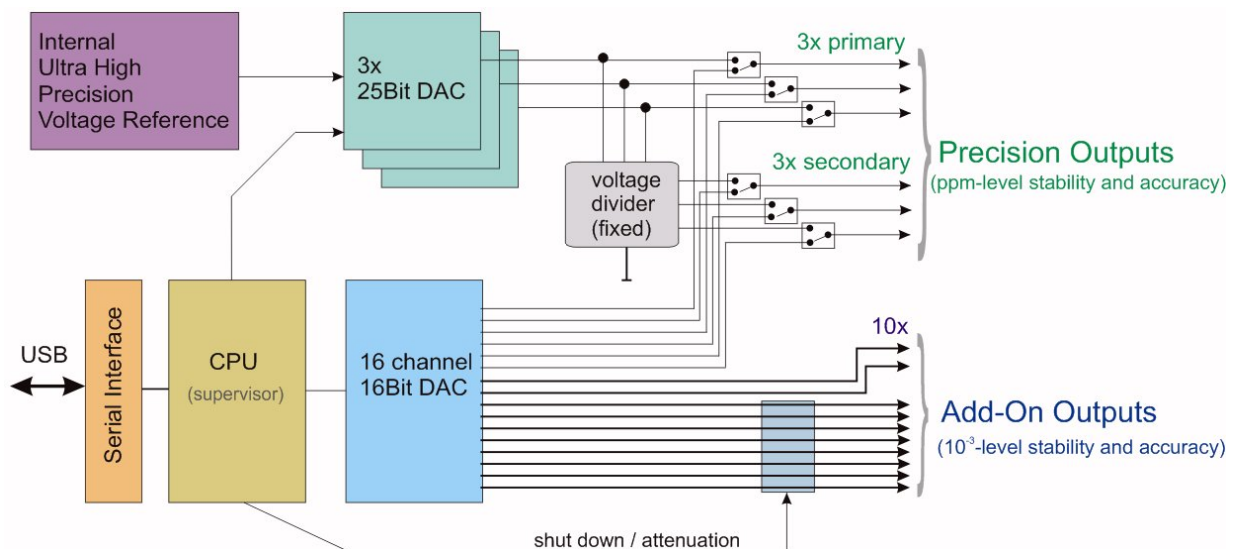 Internal
Ultra High
Precision
Voltage Reference
3x
25Bit DAC
3x primary
3x secondary
voltage
divider
(fixed)
Precision Outputs
(ppm-level stability and accuracy)
USB
Serial Interface
CPU
(supervisor)
16 channel
16Bit DAC
10x
Add-On Outputs
(10⁻³-level stability and accuracy)
shut down / attenuation